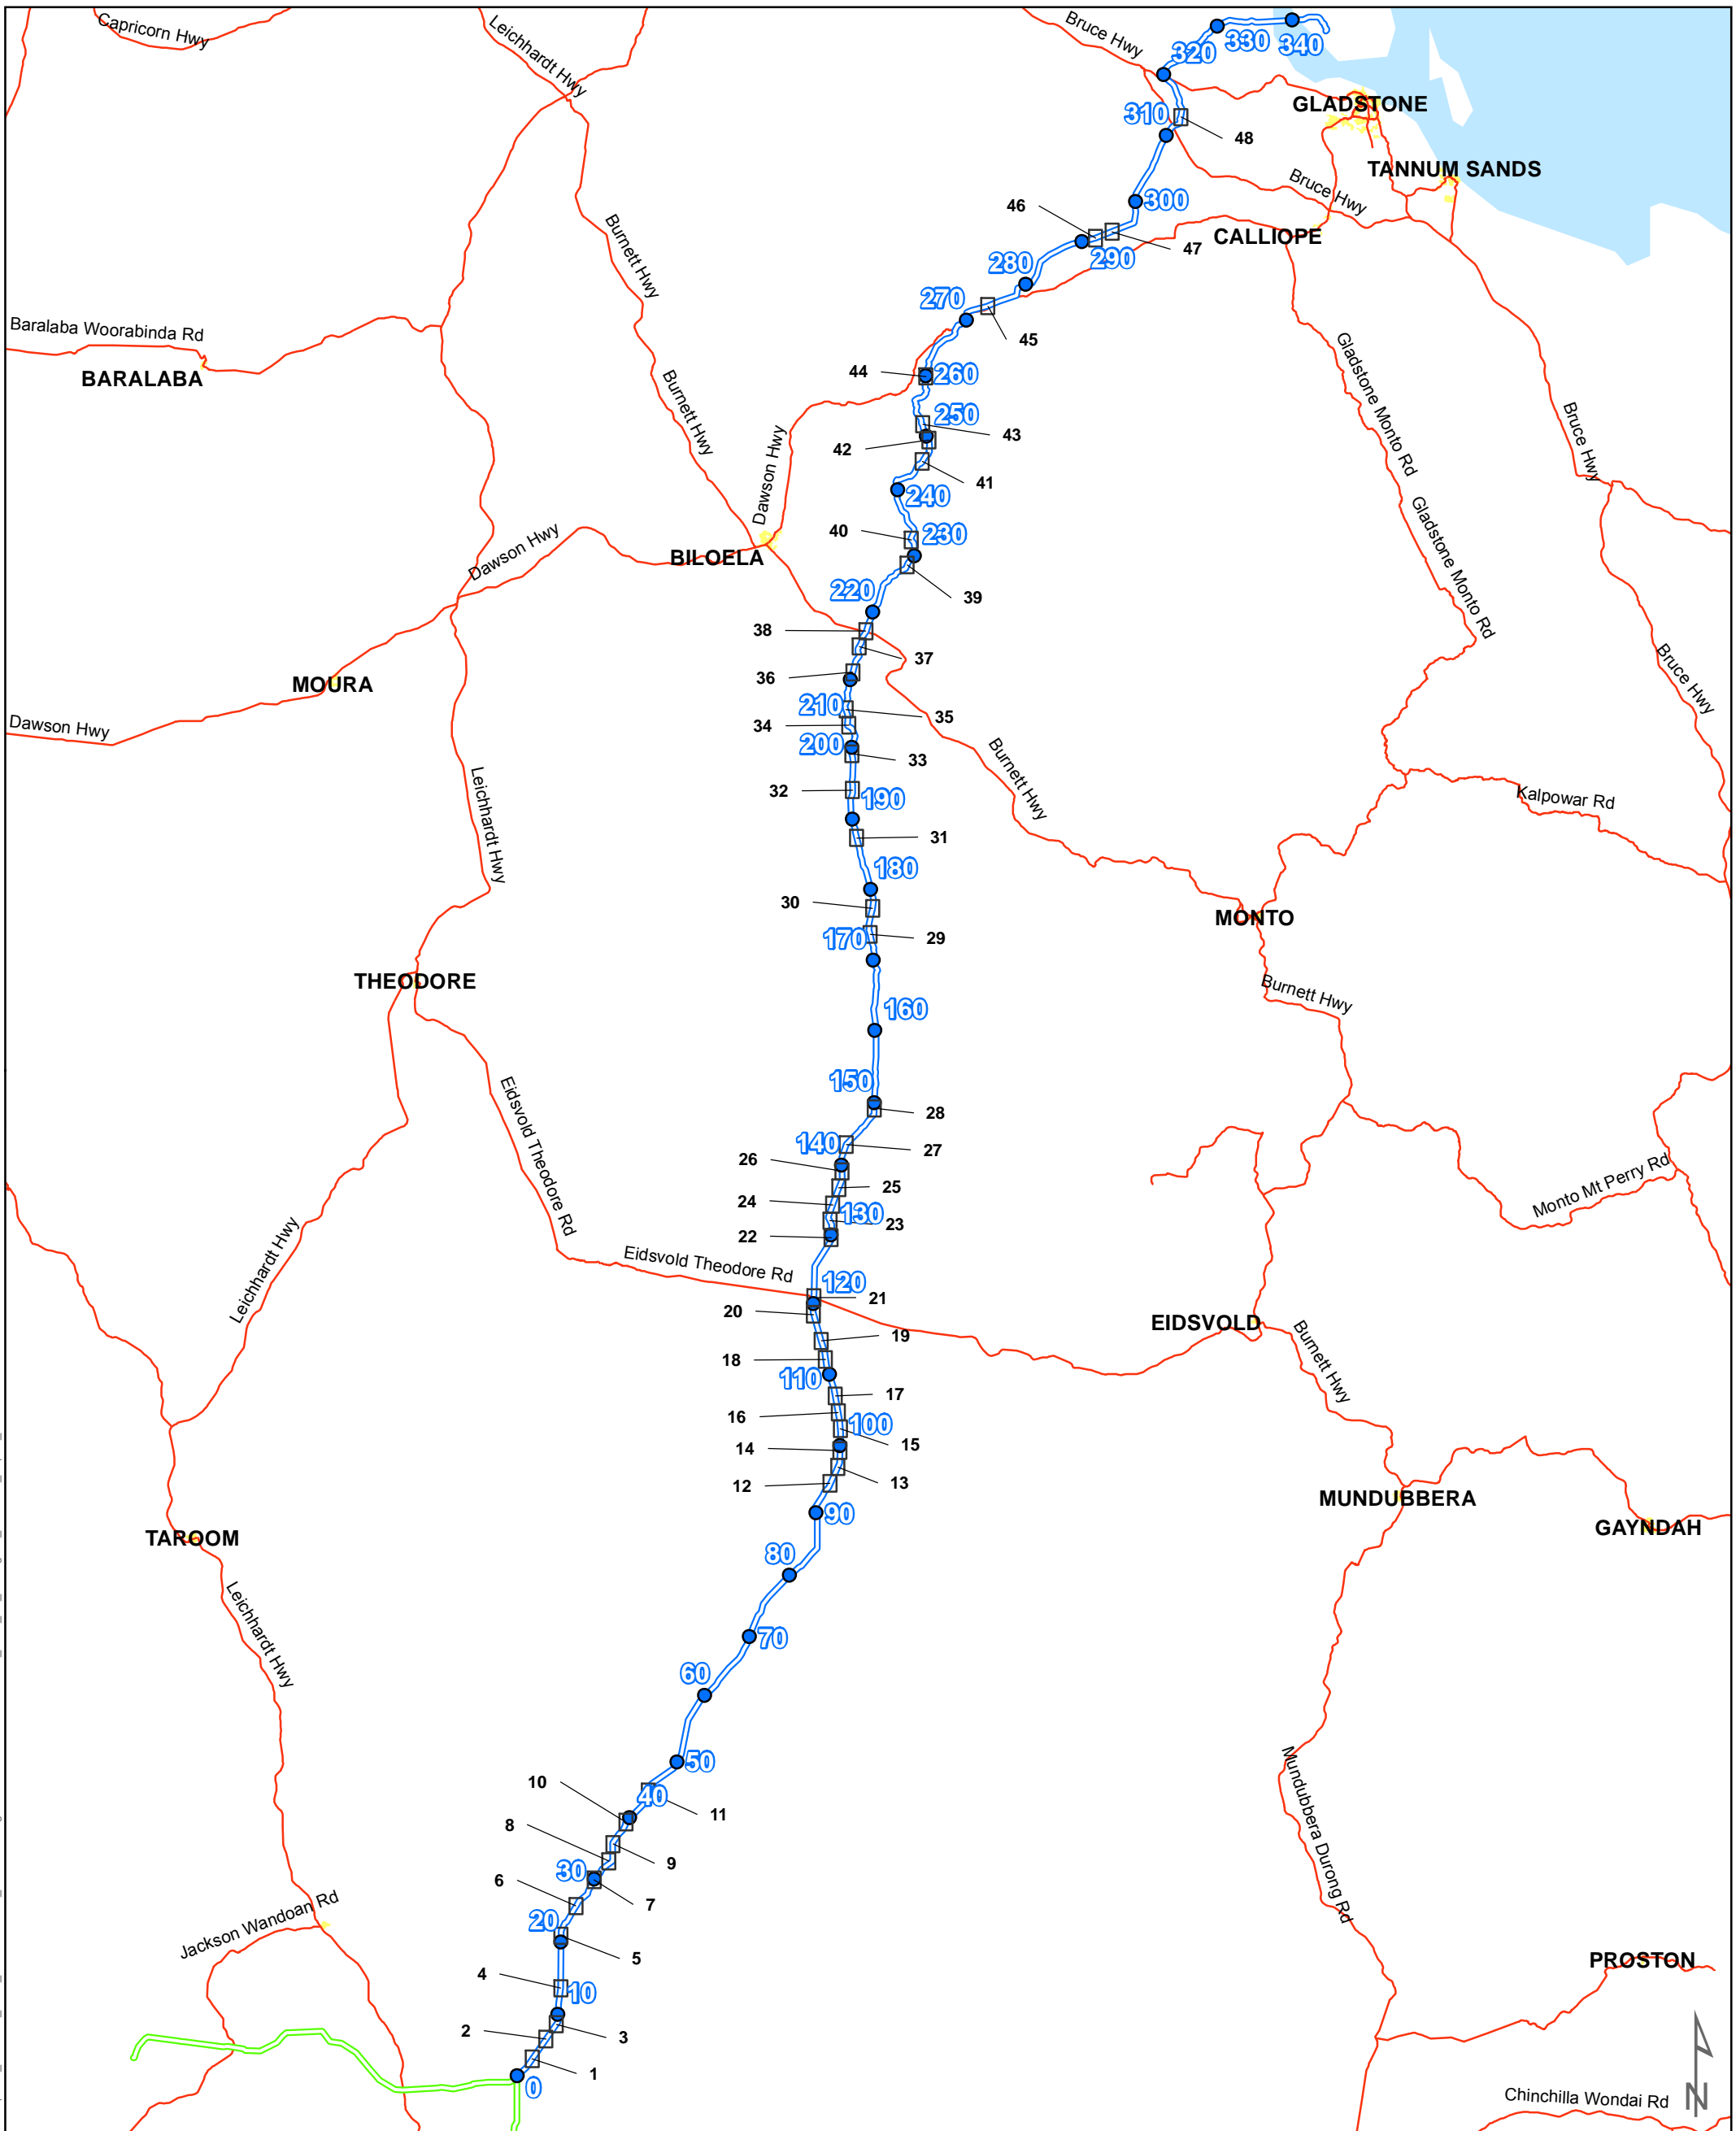 Capricorn Hwy
Leichhardt Hwy
Bruce Hwy
320
330
340
GLADSTONE
310
48
TANNUM SANDS
Bruce Hwy
300
46
CALLIOPE
47
290
Burnett Hwy
280
270
Baralaba Woorabinda Rd
45
BARALABA
44
260
Gladstone Monto Rd
Burnett Hwy
250
43
42
Bruce Hwy
Dawson Hwy
41
240
40
230
Dawson Hwy
BILOELA
Gladstone Monto Rd
220
39
38
37
36
MOURA
Bruce Hwy
210
35
34
Dawson Hwy
200
33
Burnett Hwy
32
190
Kalpowar Rd
31
Leichhardt Hwy
180
30
MONTO
170
29
THEODORE
Burnett Hwy
160
150
28
Eidsvold Theodore Rd
140
27
26
25
Monto Mt Perry Rd
24
130
23
22
Leichhardt Hwy
Eidsvold Theodore Rd
120
21
20
EIDSVOLD
19
18
Burnett Hwy
110
17
16
100
15
14
13
12
MUNDUBBERA
90
GAYNDAH
TAROOM
80
Leichhardt Hwy
70
60
50
10
40
11
8
9
Mundubbera Durong Rd
30
6
7
Jackson Wandoan Rd
20
5
PROSTON
4
10
2
3
1
0
Chinchilla Wondai Rd
N